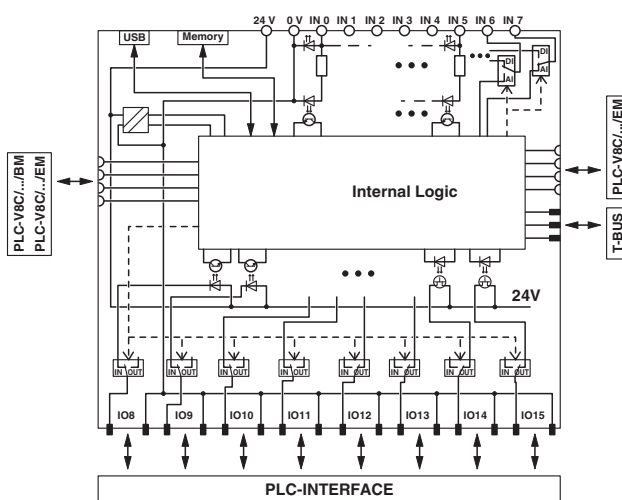 24 V 0 V IN 0 IN 1 IN 2 IN 3 IN 4 IN 5 IN 6 IN 7
USB Memory
DI
AI
DI
AI
PLC-V8C/.../BM
PLC-V8C/.../EM
Internal Logic
PLC-V8C/.../EM
T-BUS
24V
IN OUT IN OUT IN OUT IN OUT IN OUT IN OUT IN OUT IN OUT
IO8 IO9 IO10 IO11 IO12 IO13 IO14 IO15
PLC-INTERFACE